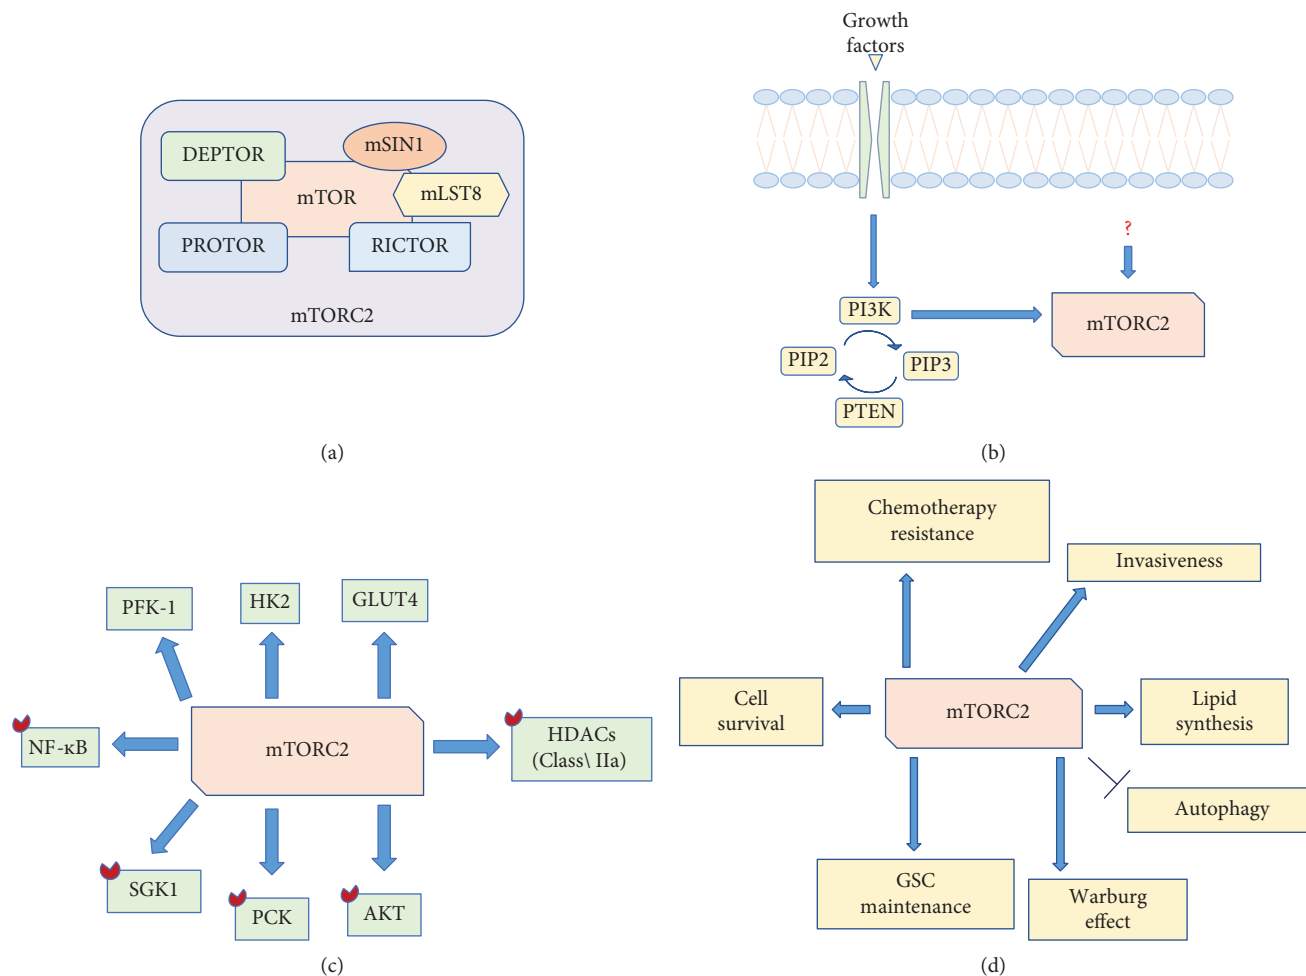 DEPTOR
mSIN1
mTOR
mLST8
PROTOR
RICTOR
mTORC2
(a)
Growth
factors
?
PI3K
mTORC2
PIP2
PIP3
PTEN
(b)
PFK-1
HK2
GLUT4
NF-κB
mTORC2
HDACs
(Class\ IIa)
SGK1
PCK
AKT
(c)
Chemotherapy
resistance
Invasiveness
Cell
survival
mTORC2
Lipid
synthesis
Autophagy
GSC
maintenance
Warburg
effect
(d)